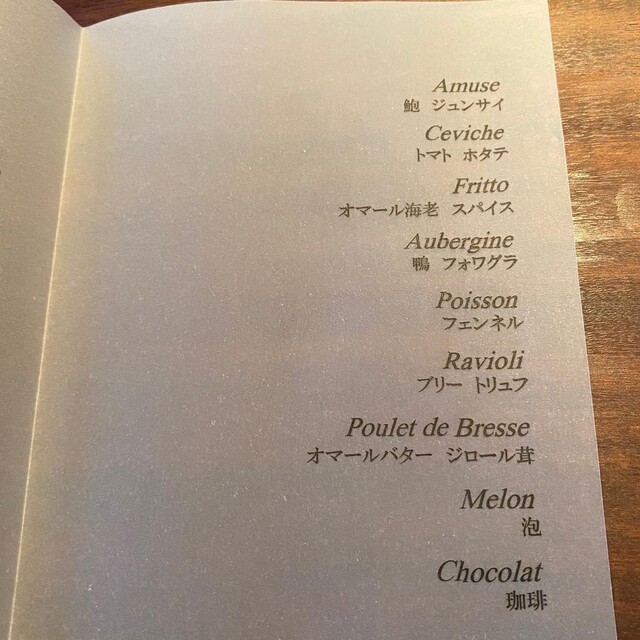 Amuse
鮑 ジュンサイ
Ceviche
トマト ホタテ
Fritto
オマール海老 スパイス
Aubergine
鴨 フォワグラ
Poisson
フェンネル
Ravioli
ブリー トリュフ
Poulet de Bresse
オマールバター ジロール茸
Melon
泡
Chocolat
珈琲